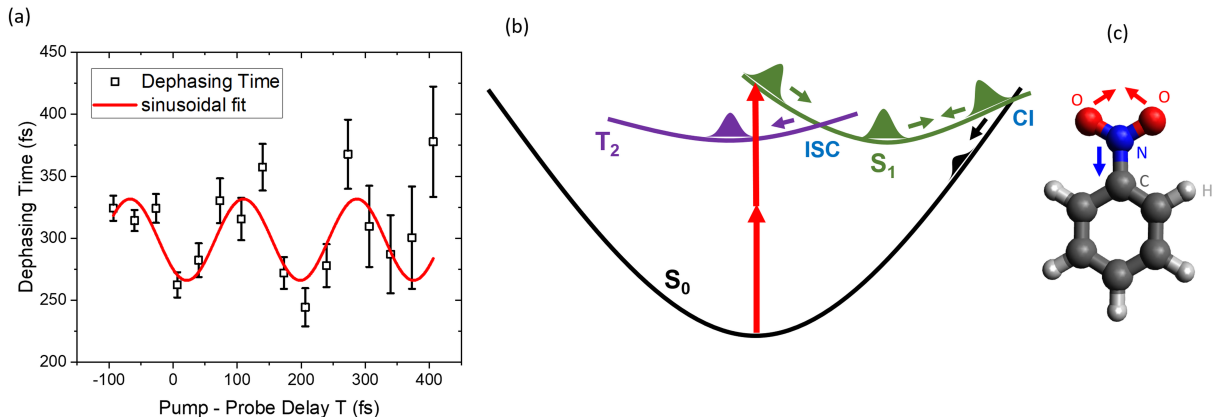 (a)
450
400
350
300
250
200
Dephasing Time (fs)
Dephasing Time
sinusoidal fit
-100 0 100 200 300 400
Pump - Probe Delay T (fs)
(b)
T2
ISC
S1
CI
S0
(c)
O O
N
C
H